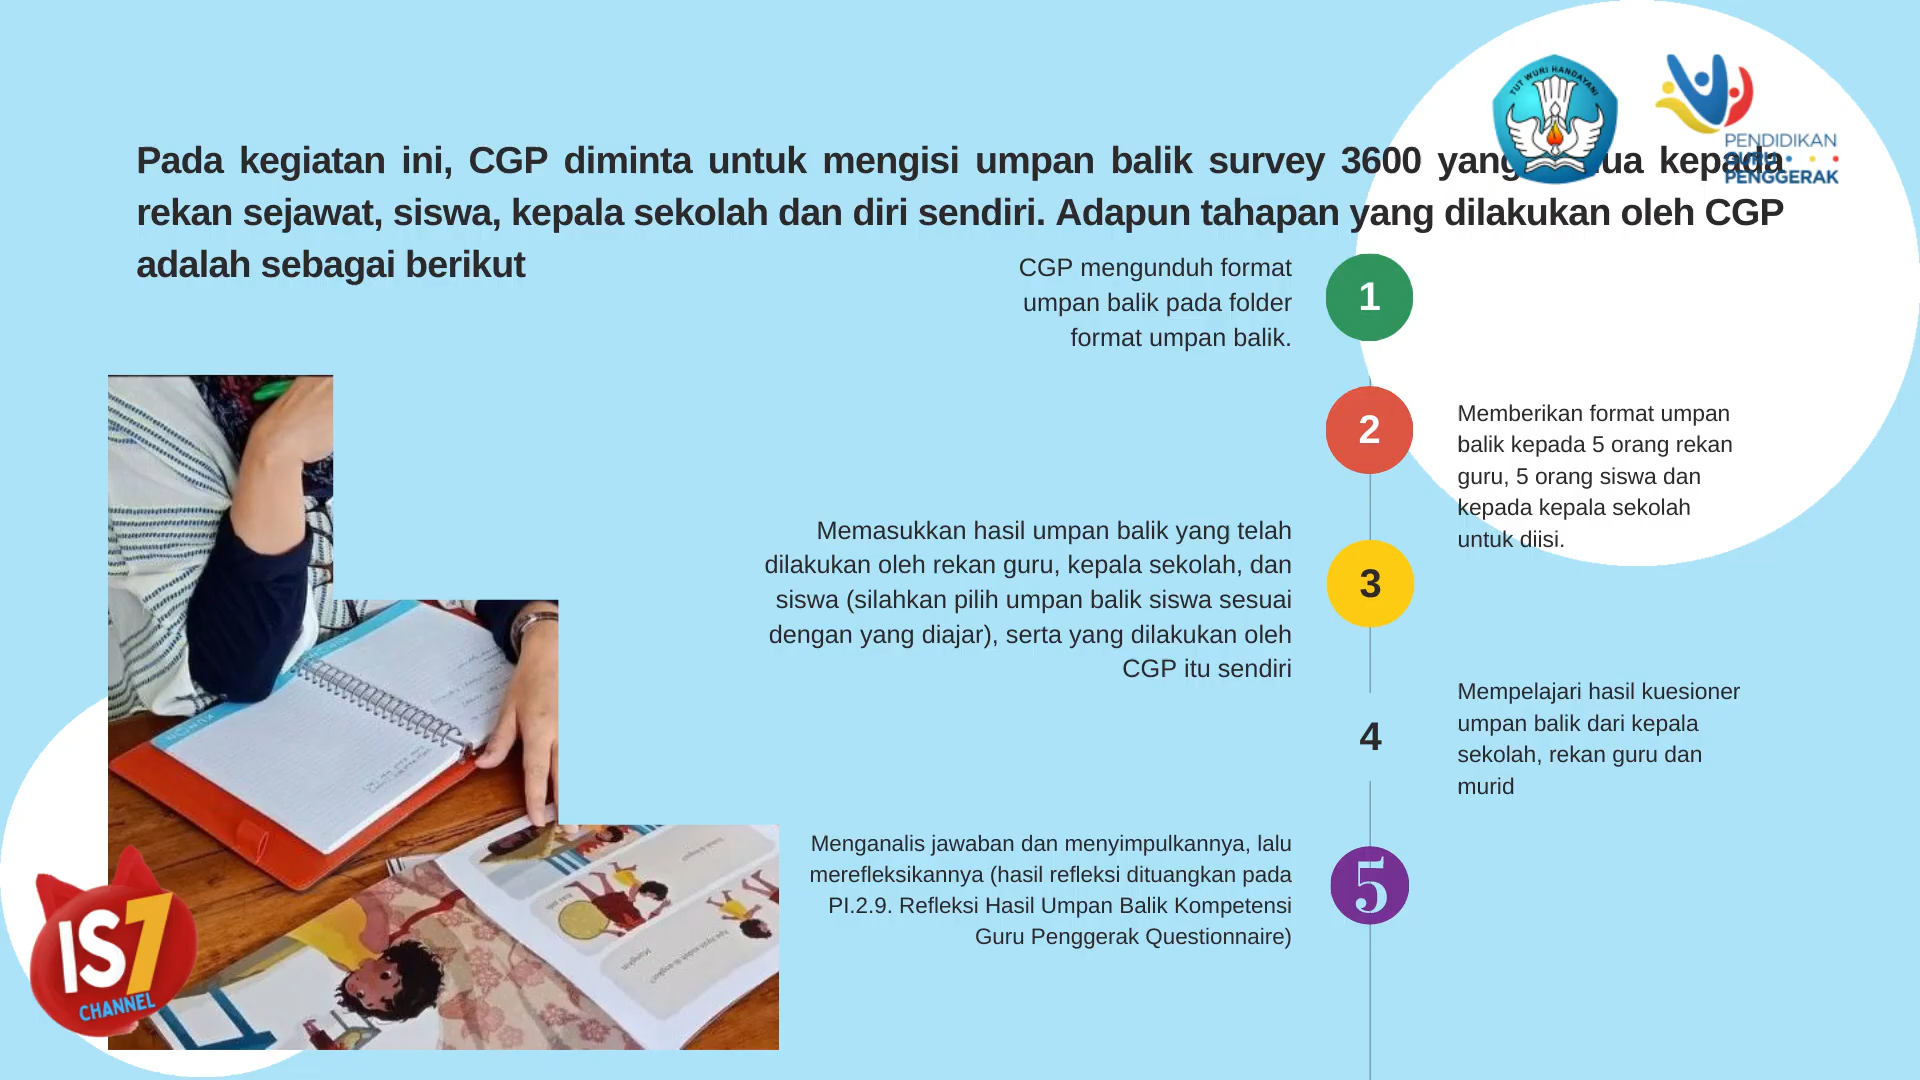 TUT WURI HANDAYANI
PENDIDIKAN
GURU
PENGGERAK
Pada kegiatan ini, CGP diminta untuk mengisi umpan balik survey 3600 yang kepada
rekan sejawat, siswa, kepala sekolah dan diri sendiri. Adapun tahapan yang dilakukan oleh CGP
adalah sebagai berikut
CGP mengunduh format
umpan balik pada folder
format umpan balik.
1
2
Memberikan format umpan
balik kepada 5 orang rekan
guru, 5 orang siswa dan
kepada kepala sekolah
untuk diisi.
Memasukkan hasil umpan balik yang telah
dilakukan oleh rekan guru, kepala sekolah, dan
siswa (silahkan pilih umpan balik siswa sesuai
dengan yang diajar), serta yang dilakukan oleh
CGP itu sendiri
3
4
Mempelajari hasil kuesioner
umpan balik dari kepala
sekolah, rekan guru dan
murid
Menganalis jawaban dan menyimpulkannya, lalu
merefleksikannya (hasil refleksi dituangkan pada
PI.2.9. Refleksi Hasil Umpan Balik Kompetensi
Guru Penggerak Questionnaire)
5
IS7
CHANNEL